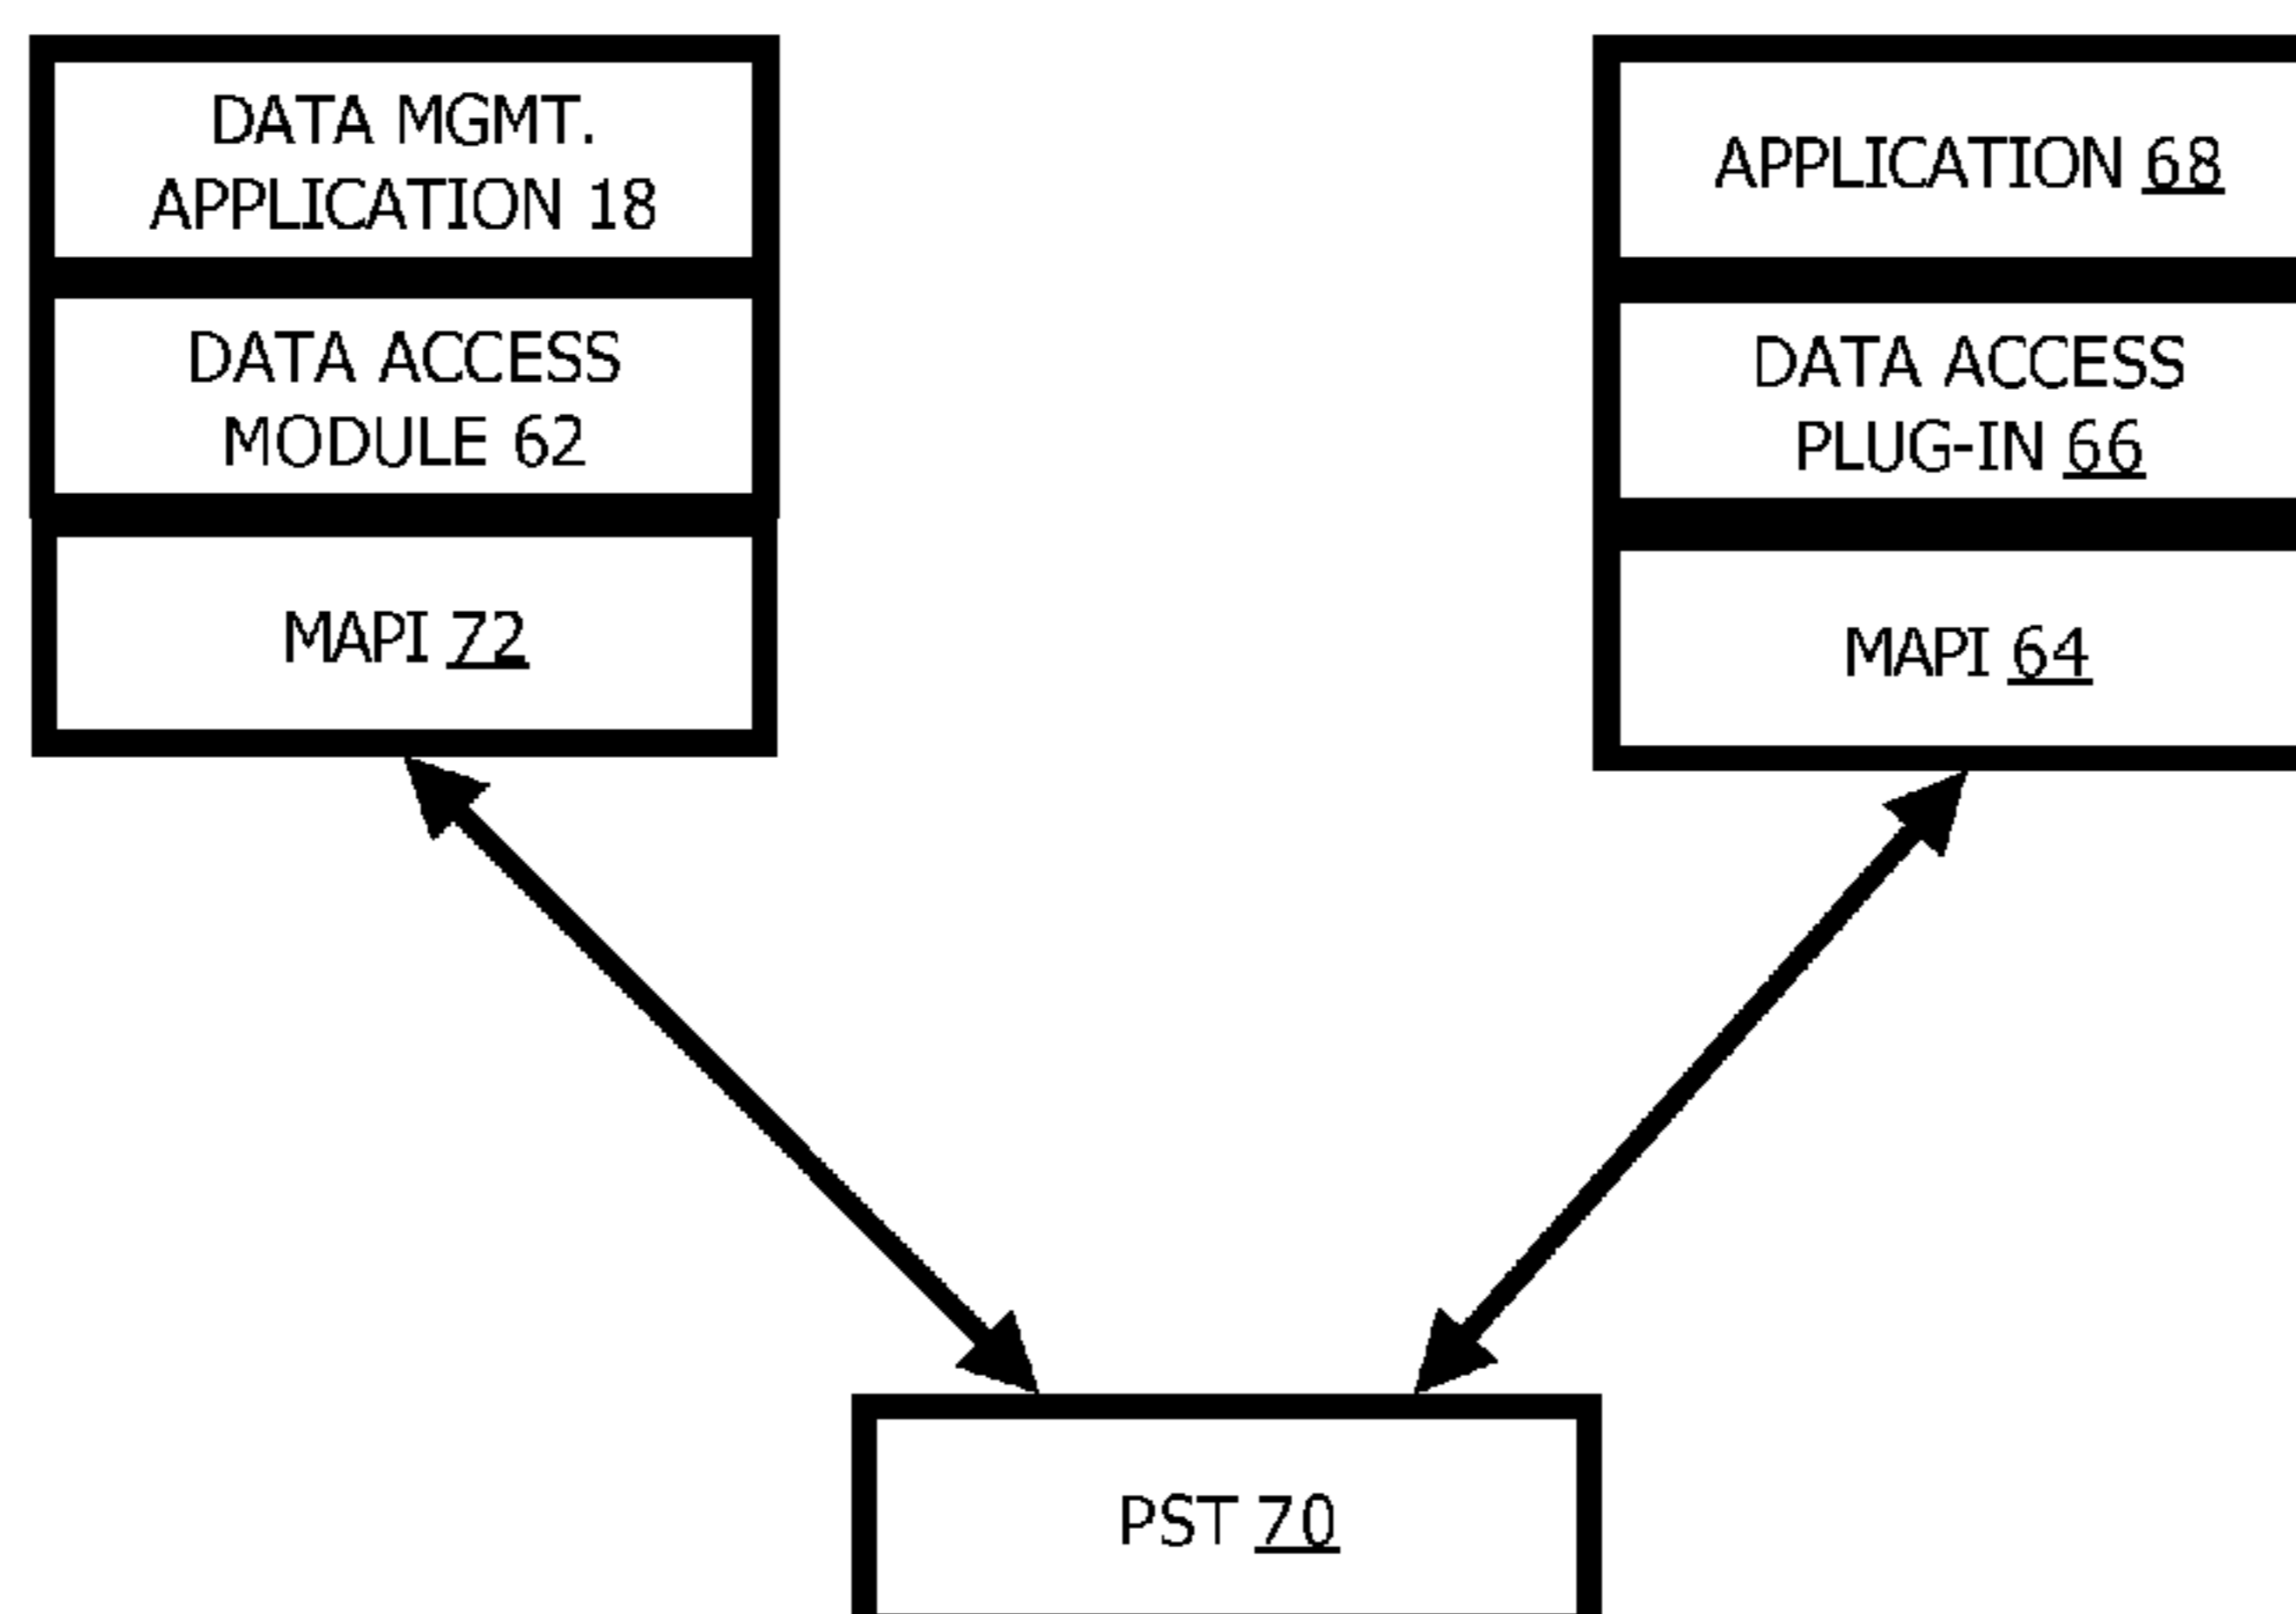 DATA MGMT.
APPLICATION 18
DATA ACCESS
MODULE 62
MAPI 72
APPLICATION 68
DATA ACCESS
PLUG-IN 66
MAPI 64
PST 70